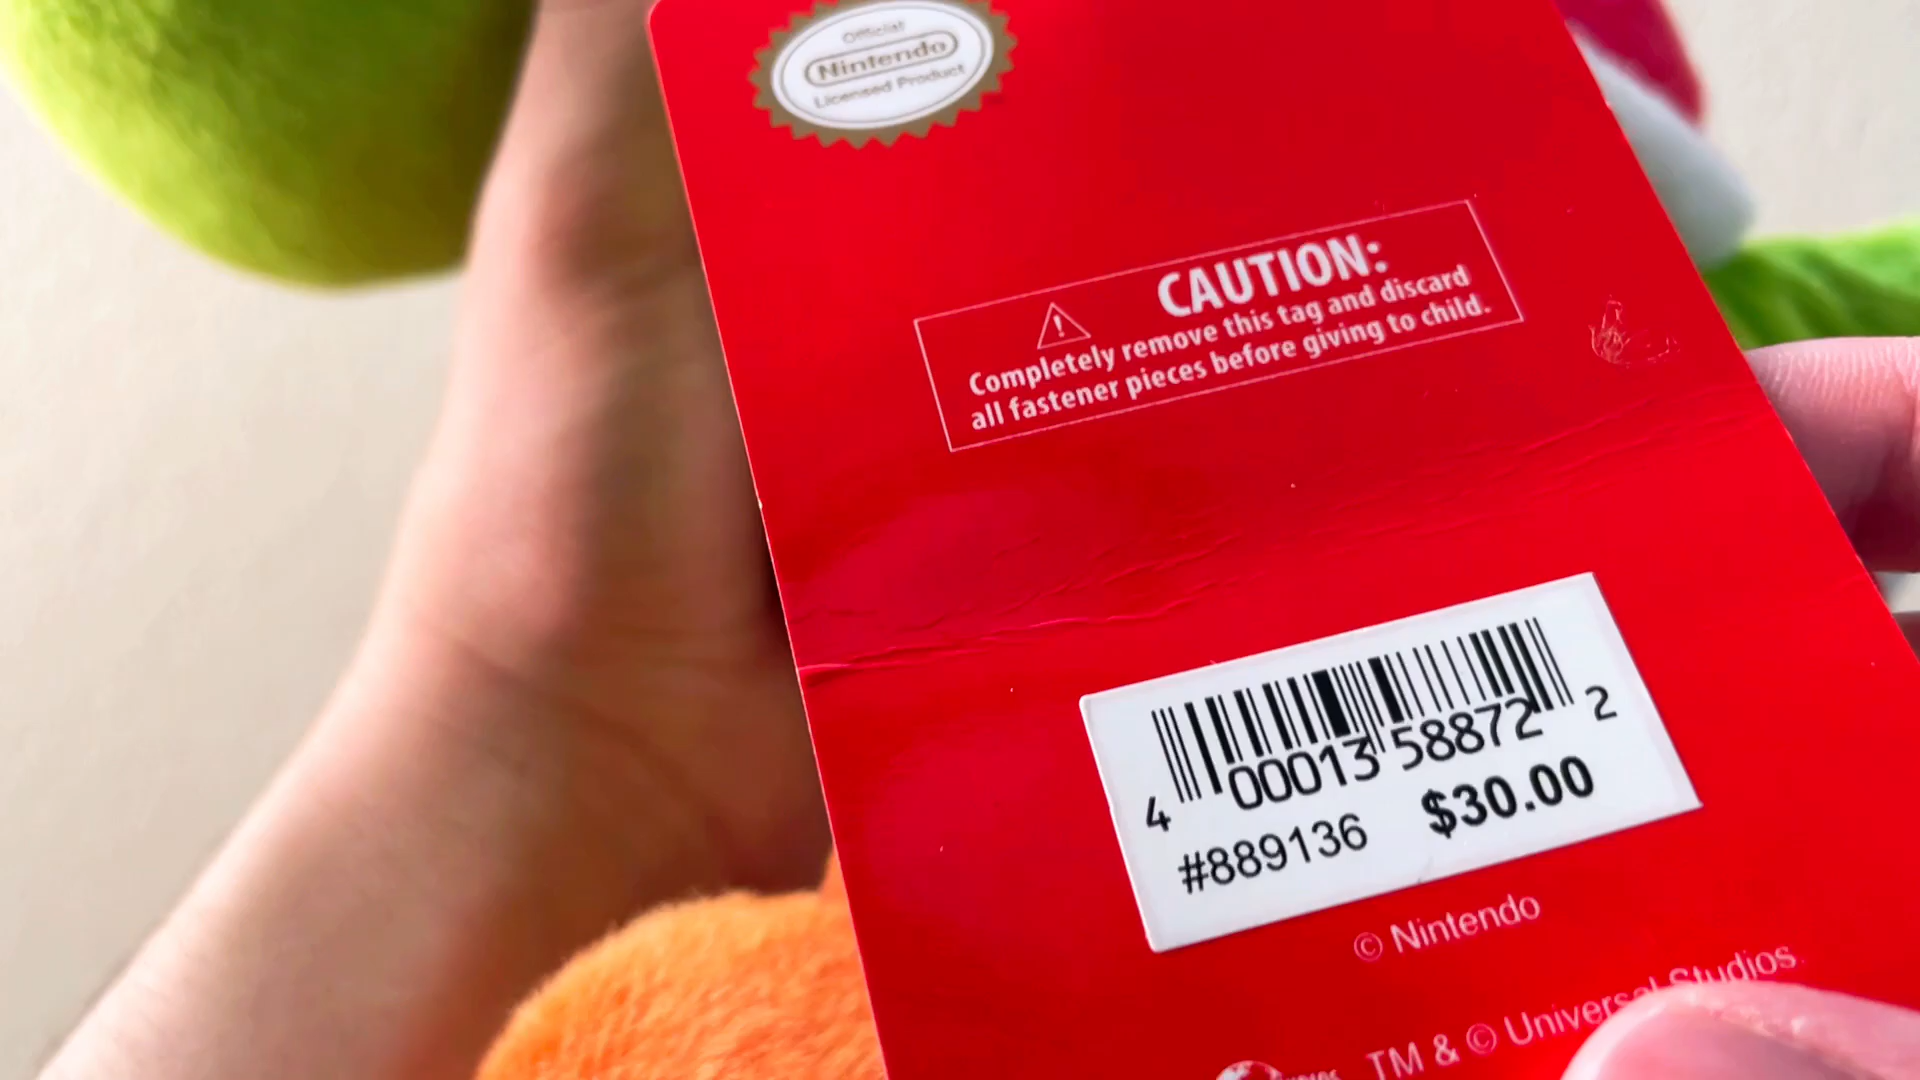 Official
Nintendo
Licensed Product
CAUTION:
Completely remove this tag and discard
all fastener pieces before giving to child.
4 00013 58872 2
#889136 $30.00
© Nintendo
TM & © Universal Studios